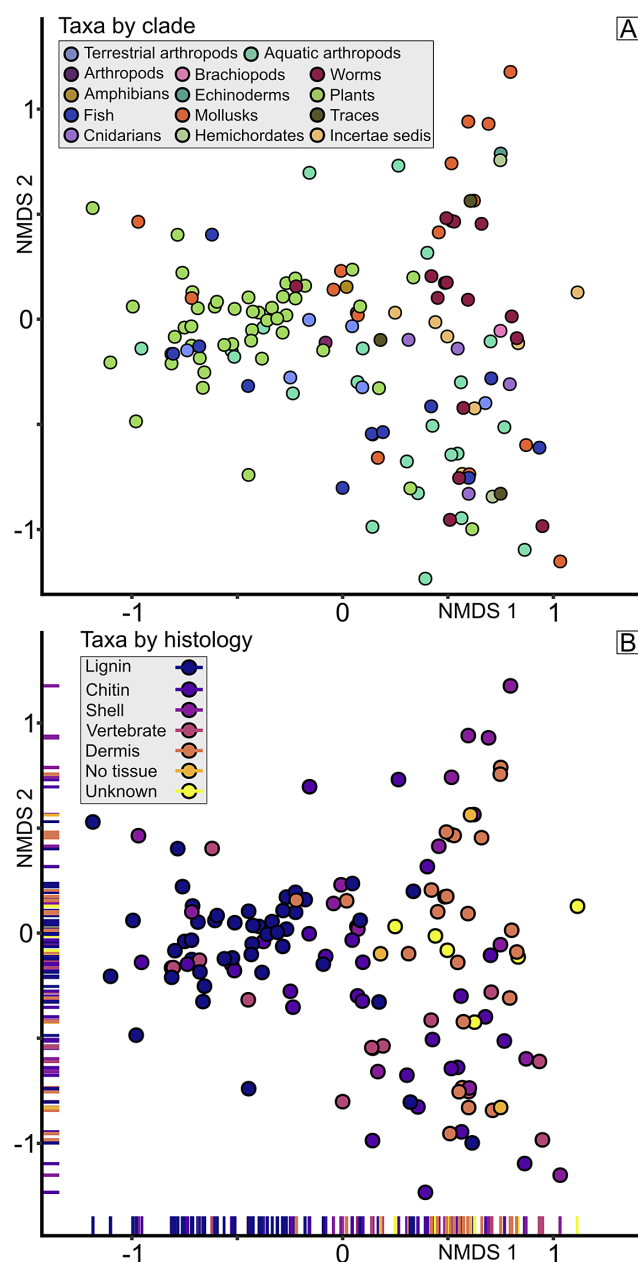 Taxa by clade
A
Terrestrial arthropods Aquatic arthropods
Arthropods Brachiopods Worms
Amphibians Echinoderms Plants
Fish Mollusks Traces
Cnidarians Hemichordates Incertae sedis
NMDS 2
1
0
-1
-1 0 1
NMDS 1
Taxa by histology
B
Lignin
Chitin
Shell
Vertebrate
Dermis
No tissue
Unknown
NMDS 2
1
0
-1
-1 0 1
NMDS 1